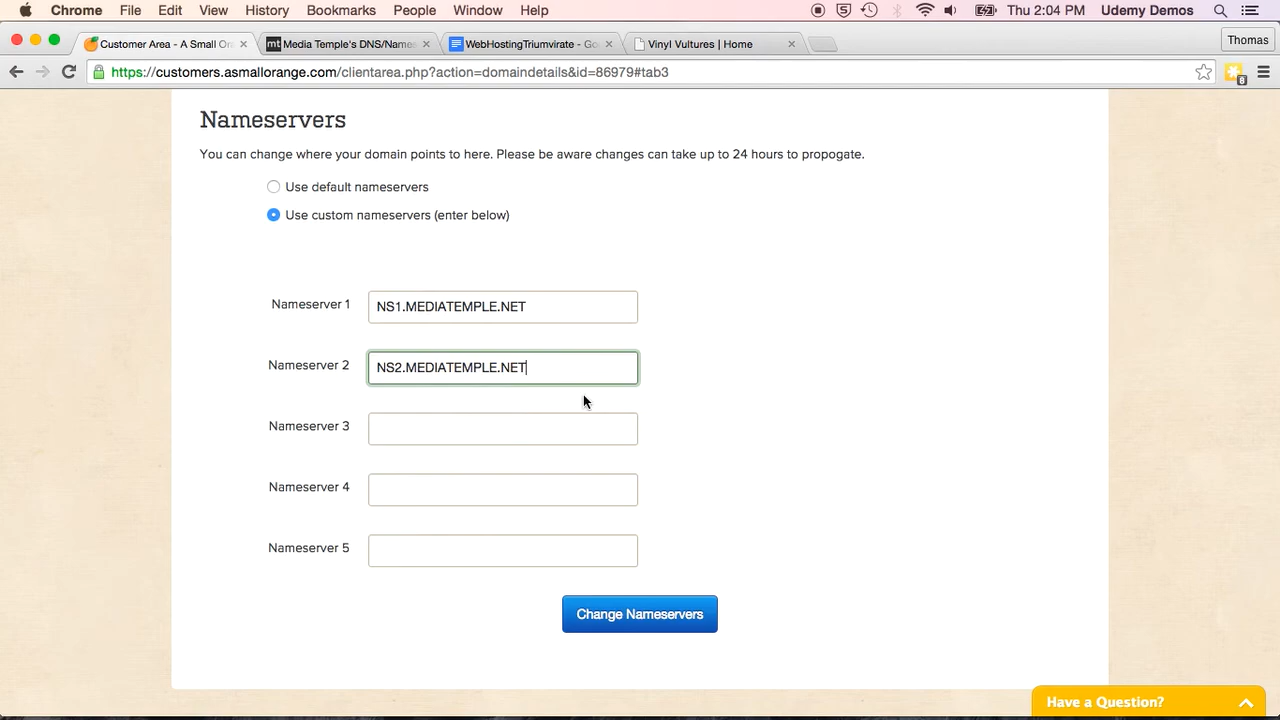 Chrome File Edit View History Bookmarks People Window Help Thu 2:04 PM Udemy Demos
Customer Area - A Small Or mt Media Temple's DNS/Name WebHostingTriumvirate - Go Vinyl Vultures | Home Thomas
https://customers.asmallorange.com/clientarea.php?action=domaindetails&id=86979#tab3
8
Nameservers
You can change where your domain points to here. Please be aware changes can take up to 24 hours to propogate.
Use default nameservers
Use custom nameservers (enter below)
Nameserver 1 NS1.MEDIATEMPLE.NET
Nameserver 2 NS2.MEDIATEMPLE.NET
Nameserver 3
Nameserver 4
Nameserver 5
Change Nameservers
Have a Question?